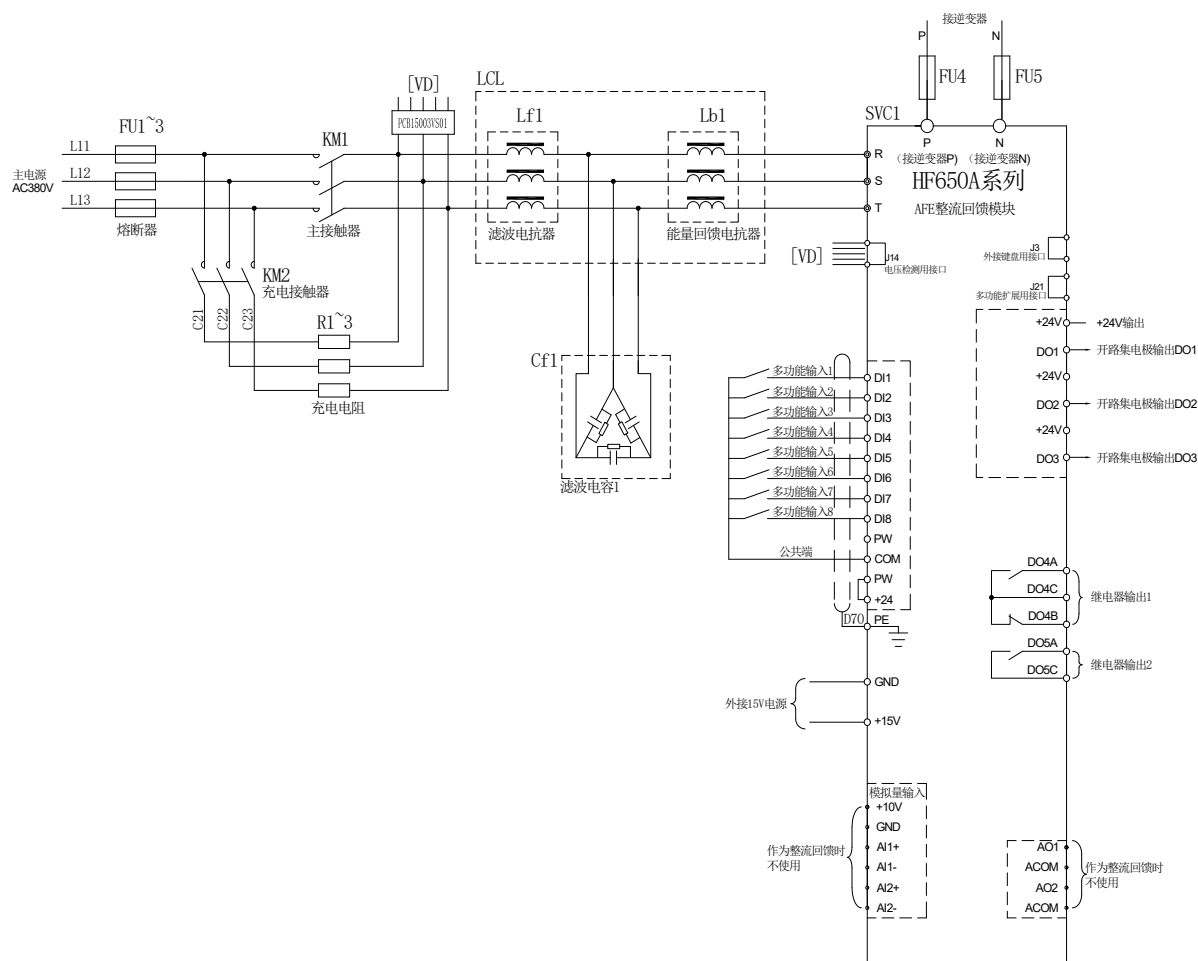 接逆变器
P
N
FU4
FU5
[VD]
LCL
SVC1
PCB15003VS01
Lf1
Lb1
FU1~3
KM1
P
N
(接逆变器P)
(接逆变器N)
L11
R
主电源
AC380V
L12
S
HF650A系列
L13
T
AFE整流回馈模块
熔断器
主接触器
滤波电抗器
能量回馈电抗器
[VD]
J14
电压检测用接口
J3
外接键盘用接口
KM2
充电接触器
J21
多功能扩展用接口
C21
C22
C23
R1~3
充电电阻
+24V
+24V输出
DO1
开路集电极输出DO1
+24V
DO2
开路集电极输出DO2
+24V
DO3
开路集电极输出DO3
Cf1
滤波电容1
多功能输入1
DI1
多功能输入2
DI2
多功能输入3
DI3
多功能输入4
DI4
多功能输入5
DI5
多功能输入6
DI6
多功能输入7
DI7
多功能输入8
DI8
PW
公共端
COM
PW
+24
D70
PE
DO4A
DO4C
继电器输出1
DO4B
DO5A
继电器输出2
DO5C
GND
外接15V电源
+15V
模拟量输入
+10V
GND
AI1+
作为整流回馈时
不使用
AI1-
AI2+
AI2-
AO1
ACOM
作为整流回馈时
不使用
AO2
ACOM